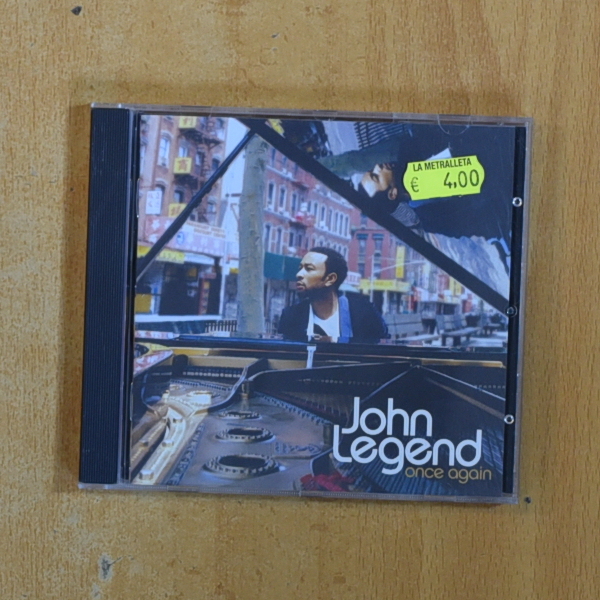 LA METRALLETA
€ 4,00
John
Legend
once again